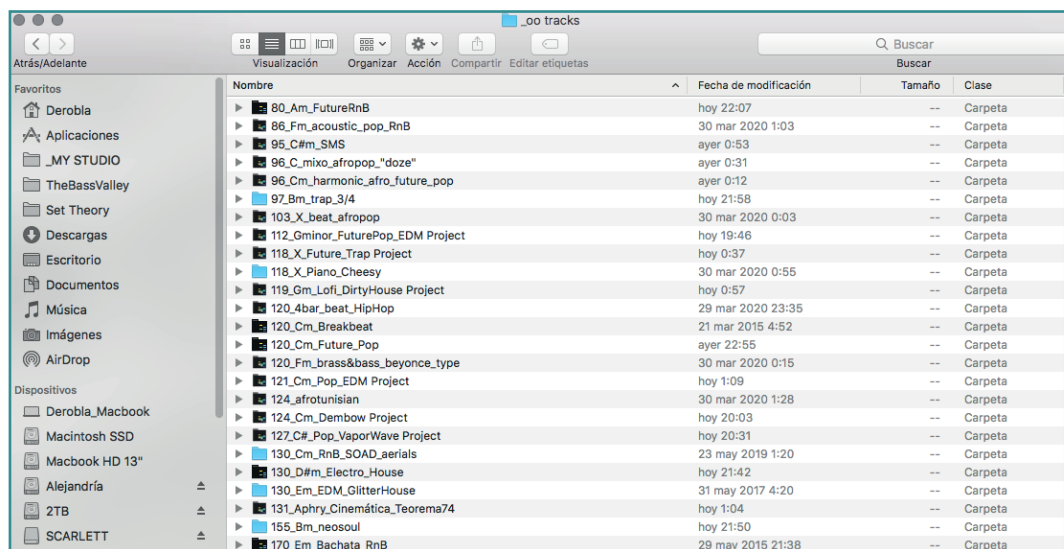 _oo tracks
Buscar
Atrás/Adelante Visualización Organizar Acción Compartir Editar etiquetas Buscar
Favoritos
Derobla
Aplicaciones
_MY STUDIO
TheBassValley
Set Theory
Descargas
Escritorio
Documentos
Música
Imágenes
AirDrop
Dispositivos
Derobla_Macbook
Macintosh SSD
Macbook HD 13"
Alejandría
2TB
SCARLETT
Nombre Fecha de modificación Tamaño Clase
80_Am_FutureRnB hoy 22:07 -- Carpeta
86_Fm_acoustic_pop_RnB 30 mar 2020 1:03 -- Carpeta
95_C#m_SMS ayer 0:53 -- Carpeta
96_C_mixo_afropop_"doze" ayer 0:31 -- Carpeta
96_Cm_harmonic_afro_future_pop ayer 0:12 -- Carpeta
97_Bm_trap_3/4 hoy 21:58 -- Carpeta
103_X_beat_afropop 30 mar 2020 0:03 -- Carpeta
112_Gminor_FuturePop_EDM Project hoy 19:46 -- Carpeta
118_X_Future_Trap Project hoy 0:37 -- Carpeta
118_X_Piano_Cheesy 30 mar 2020 0:55 -- Carpeta
119_Gm_Lofi_DirtyHouse Project hoy 0:57 -- Carpeta
120_4bar_beat_HipHop 29 mar 2020 23:35 -- Carpeta
120_Cm_Breakbeat 21 mar 2015 4:52 -- Carpeta
120_Cm_Future_Pop ayer 22:55 -- Carpeta
120_Fm_brass&bass_beyonce_type 30 mar 2020 0:15 -- Carpeta
121_Cm_Pop_EDM Project hoy 1:09 -- Carpeta
124_afrotunisian 30 mar 2020 1:28 -- Carpeta
124_Cm_Dembow Project hoy 20:03 -- Carpeta
127_C#_Pop_VaporWave Project hoy 20:31 -- Carpeta
130_Cm_RnB_SOAD_aerials 23 may 2019 1:20 -- Carpeta
130_D#m_Electro_House hoy 21:42 -- Carpeta
130_Em_EDM_GlitterHouse 31 may 2017 4:20 -- Carpeta
131_Aphry_Cinemática_Teorema74 hoy 1:04 -- Carpeta
155_Bm_neosoul hoy 21:50 -- Carpeta
170_Em_Bachata_RnB 29 may 2015 21:38 -- Carpeta